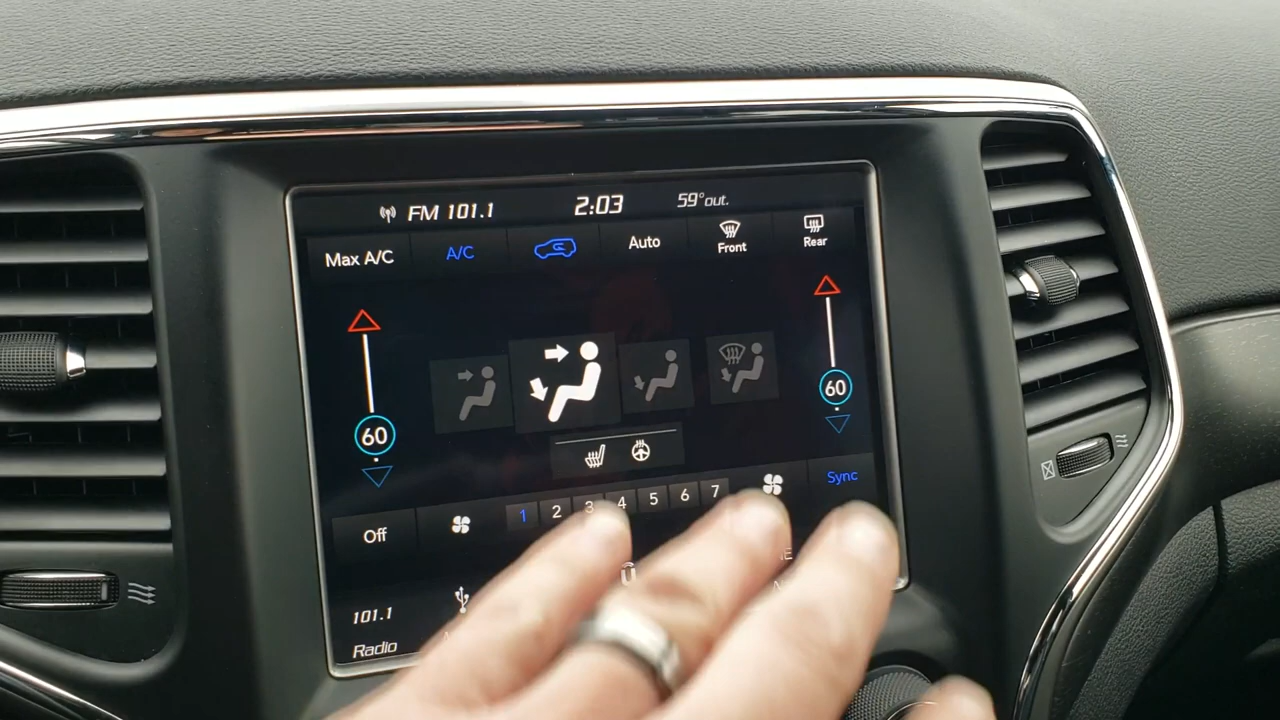 FM 101.1 2:03 59° out.
Max A/C A/C Auto Front Rear
60 60
Off 1 2 3 4 5 6 7 Sync
101.1
Radio